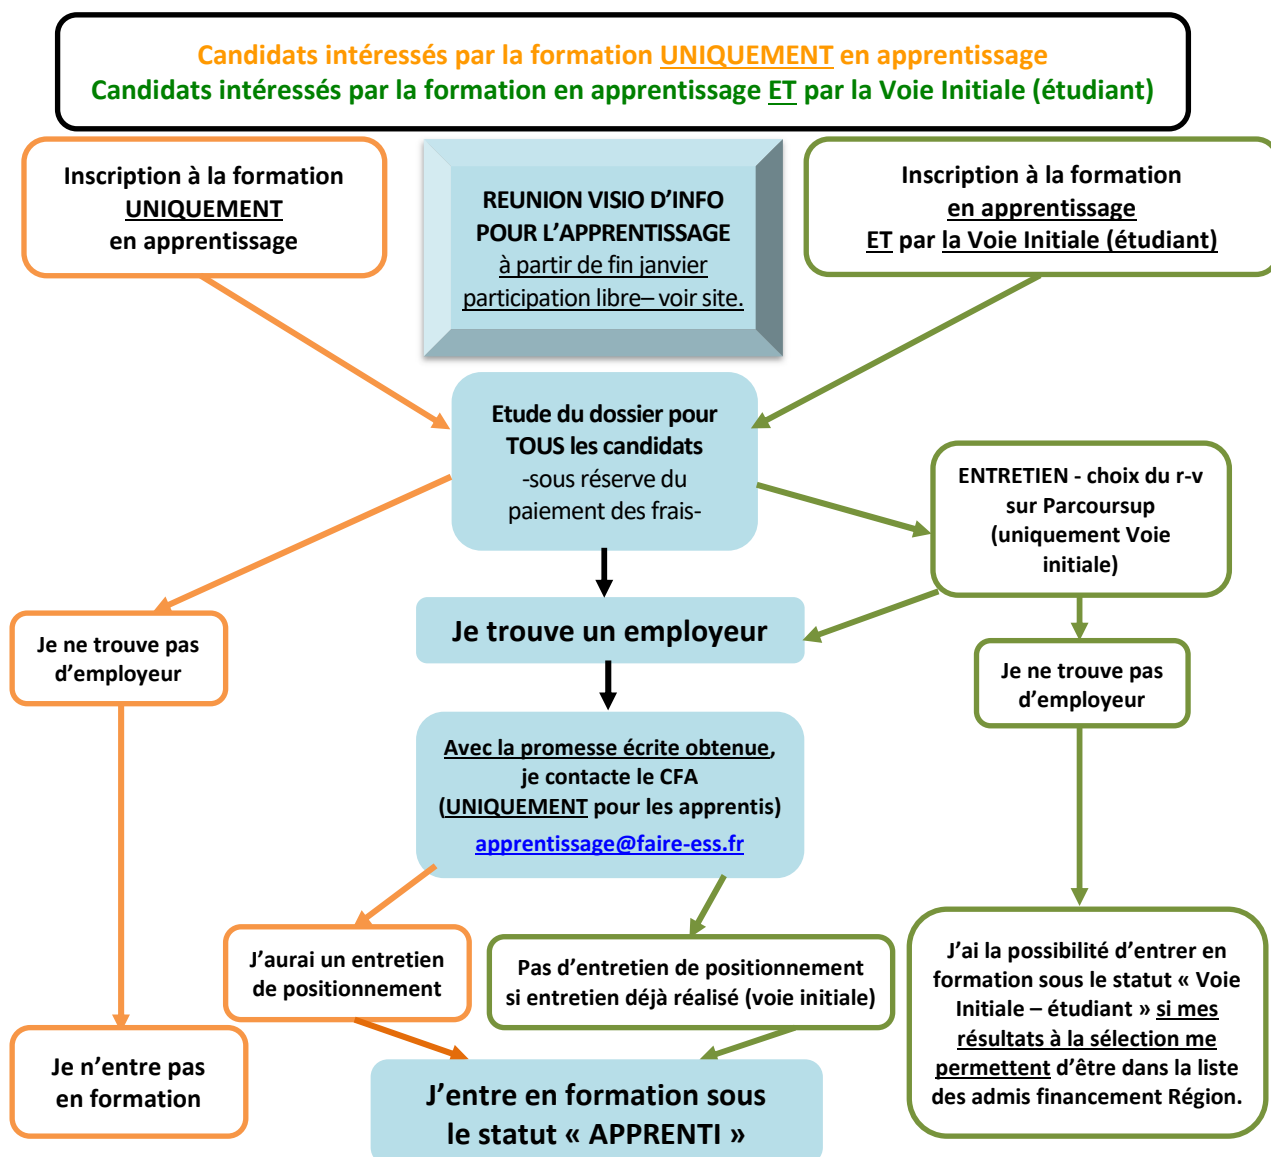 Candidats intéressés par la formation UNIQUEMENT en apprentissage
Candidats intéressés par la formation en apprentissage ET par la Voie Initiale (étudiant)
Inscription à la formation
UNIQUEMENT
en apprentissage
REUNION VISIO D’INFO
POUR L’APPRENTISSAGE
à partir de fin janvier
participation libre– voir site.
Inscription à la formation
en apprentissage
ET par la Voie Initiale (étudiant)
Etude du dossier pour
TOUS les candidats
-sous réserve du
paiement des frais-
ENTRETIEN - choix du r-v
sur Parcoursup
(uniquement Voie
initiale)
Je ne trouve pas
d’employeur
Je trouve un employeur
Je ne trouve pas
d’employeur
Avec la promesse écrite obtenue,
je contacte le CFA
(UNIQUEMENT pour les apprentis)
apprentissage@faire-ess.fr
J’aurai un entretien
de positionnement
Pas d’entretien de positionnement
si entretien déjà réalisé (voie initiale)
J’ai la possibilité d’entrer en
formation sous le statut « Voie
Initiale – étudiant » si mes
résultats à la sélection me
permettent d’être dans la liste
des admis financement Région.
Je n’entre pas
en formation
J’entre en formation sous
le statut « APPRENTI »